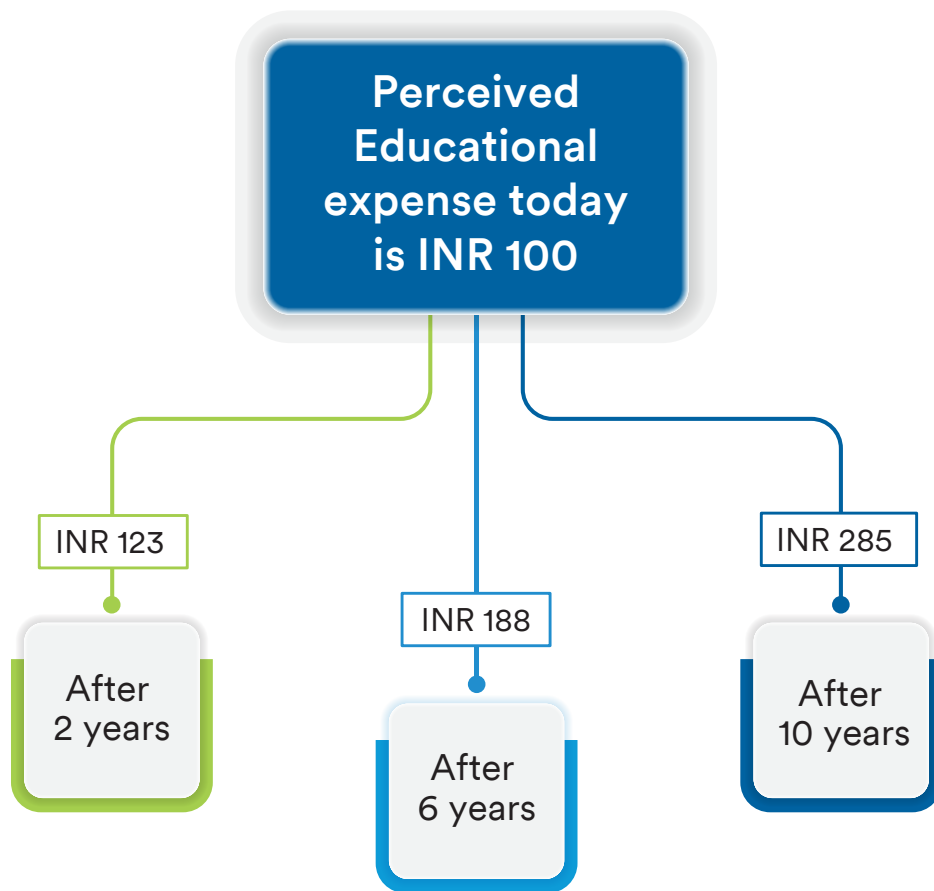 Perceived
Educational
expense today
is INR 100
INR 123
After
2 years
INR 188
After
6 years
INR 285
After
10 years